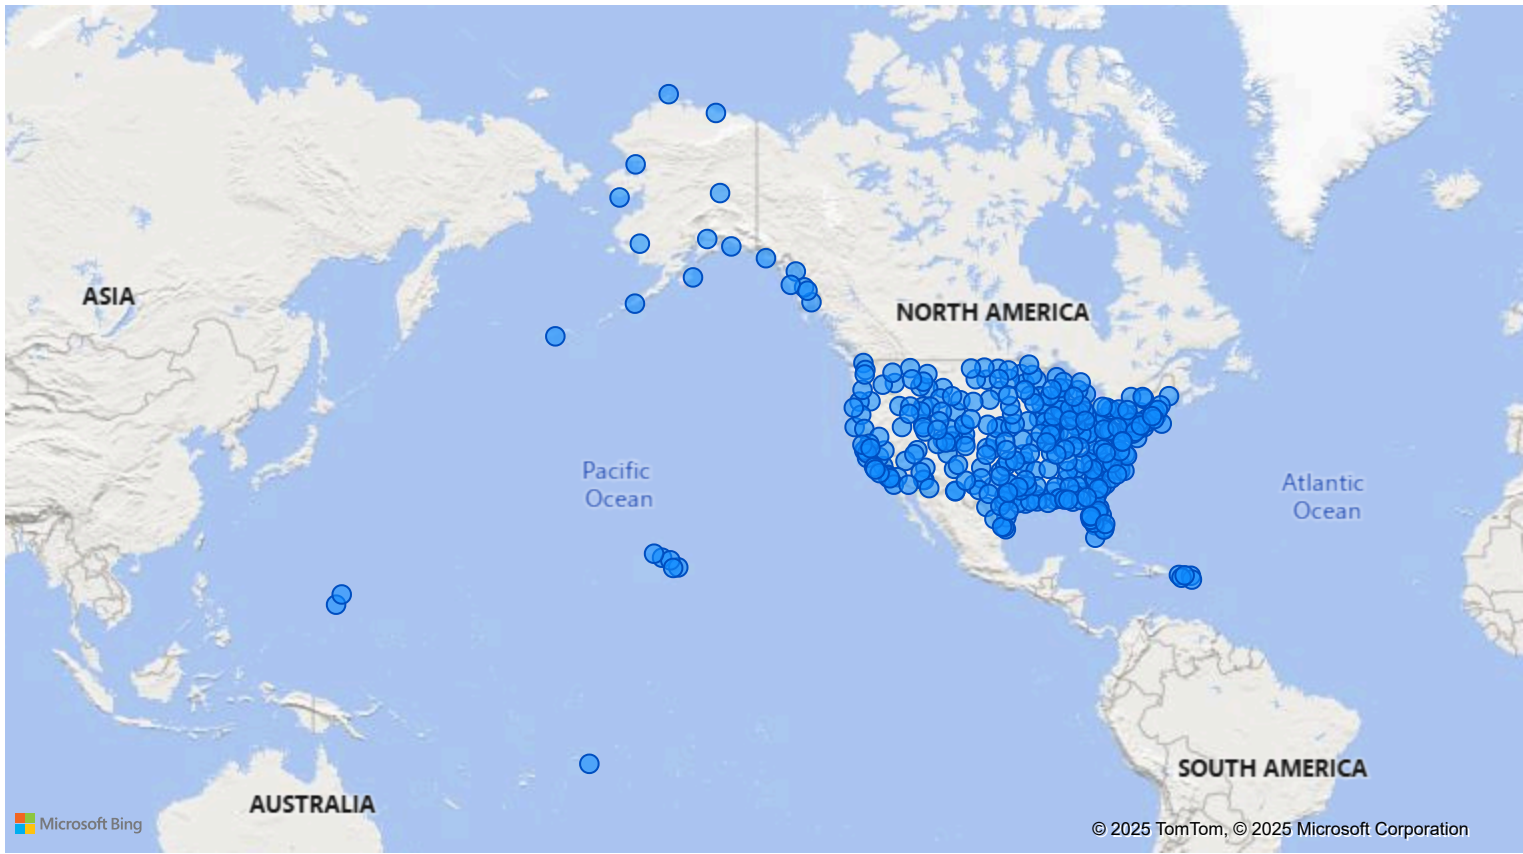 ASIA
NORTH AMERICA
Pacific
Ocean
Atlantic
Ocean
SOUTH AMERICA
AUSTRALIA
Microsoft Bing
© 2025 TomTom, © 2025 Microsoft Corporation